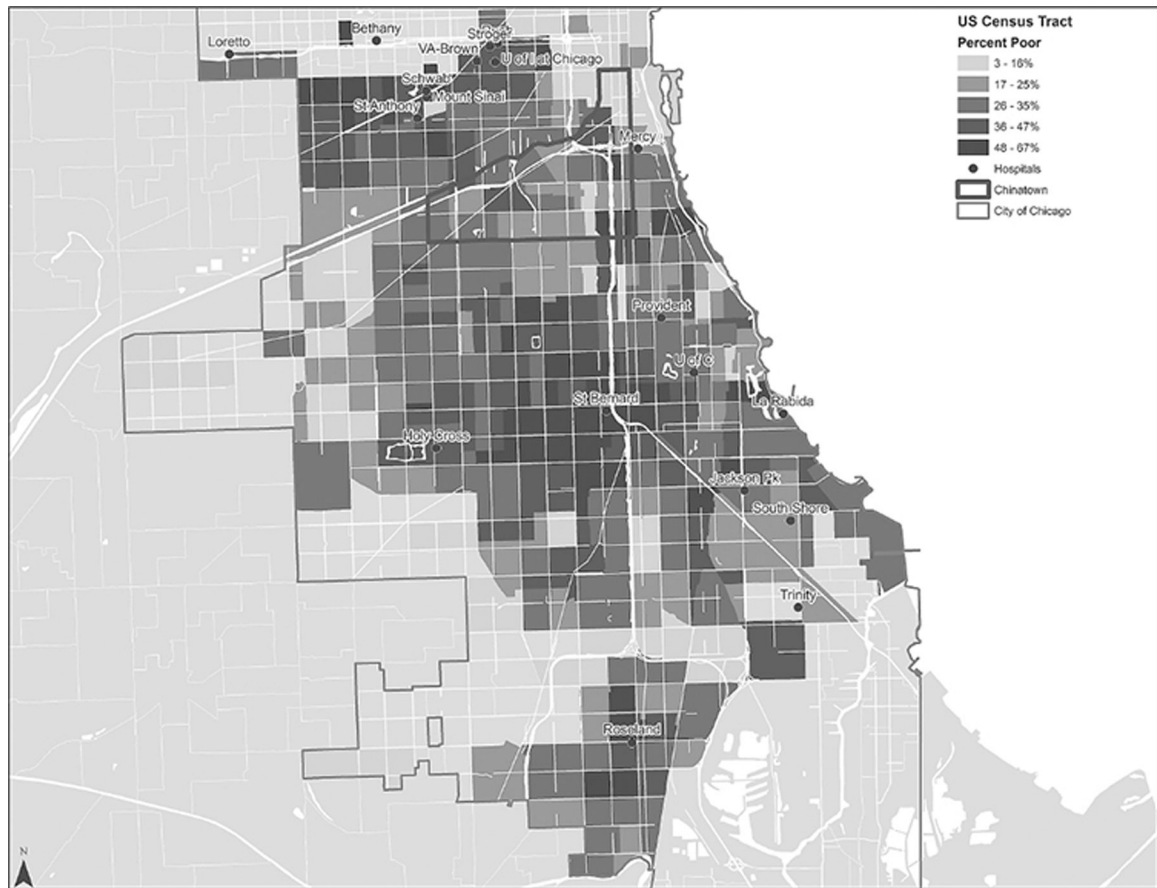 US Census Tract
Percent Poor
3 - 16%
17 - 25%
26 - 35%
36 - 47%
48 - 67%
Hospitals
Chinatown
City of Chicago
Bethany
Stroger
Loretto
VA-Brown
U of I at Chicago
Schwab
Mount Sinai
St Anthony
Mercy
Provident
U of C
St Bernard
La Rabida
Holy Cross
Jackson Pk
South Shore
Trinity
Roseland
N